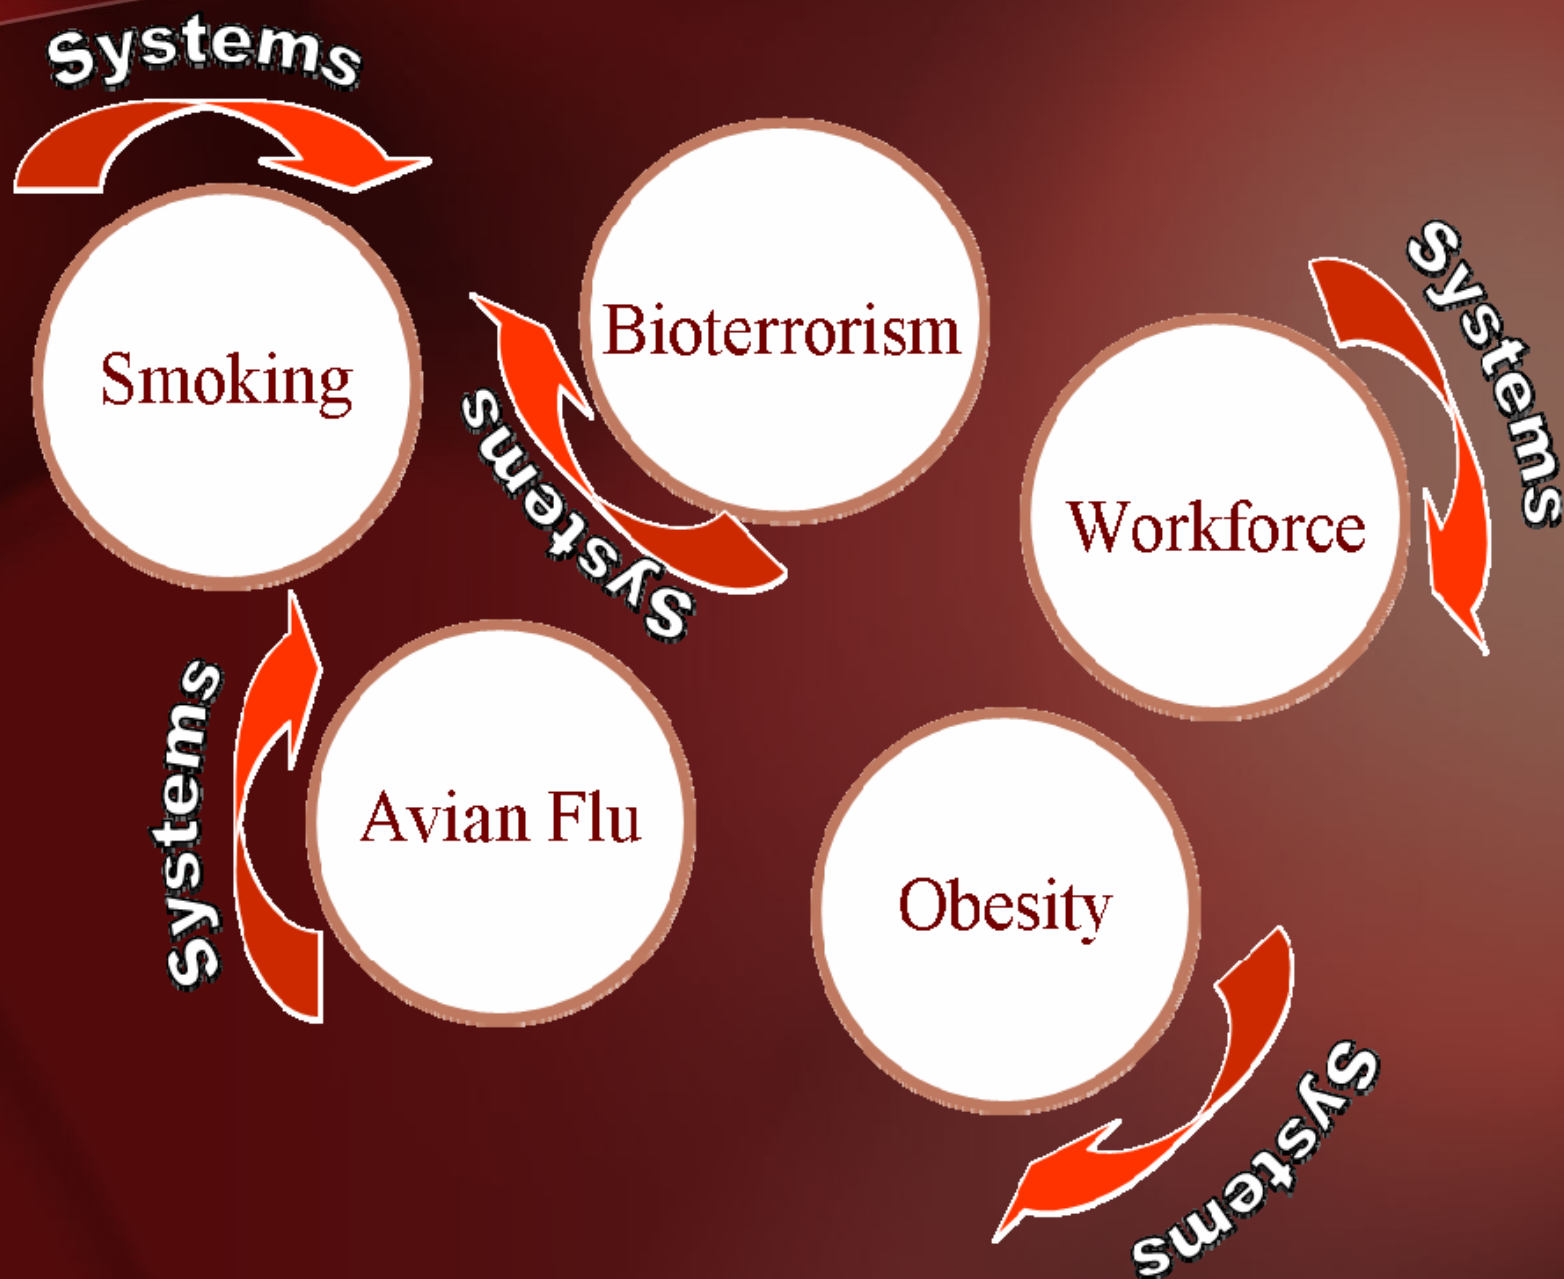 Systems
Smoking
Bioterrorism
Systems
Systems
Workforce
Systems
Avian Flu
Obesity
Systems